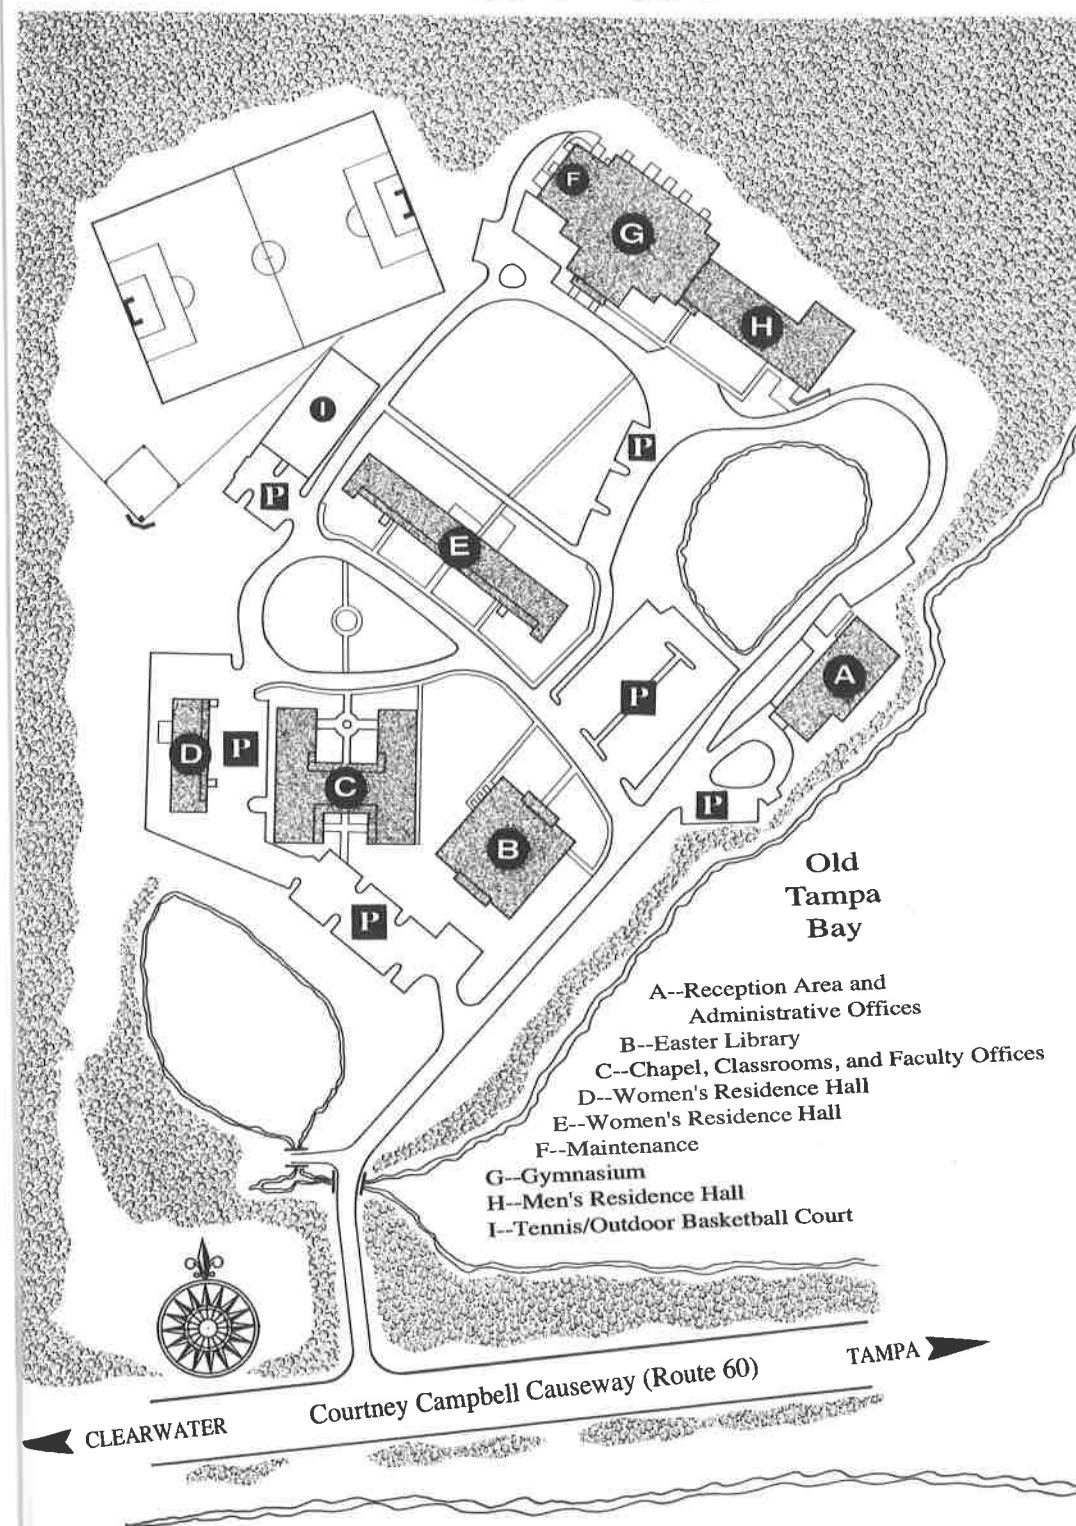 F
G
H
I
P
P
E
A
P
D
P
C
P
B
P
Old
Tampa
Bay
A--Reception Area and
Administrative Offices
B--Easter Library
C--Chapel, Classrooms, and Faculty Offices
D--Women's Residence Hall
E--Women's Residence Hall
F--Maintenance
G--Gymnasium
H--Men's Residence Hall
I--Tennis/Outdoor Basketball Court
TAMPA
Courtney Campbell Causeway (Route 60)
CLEARWATER